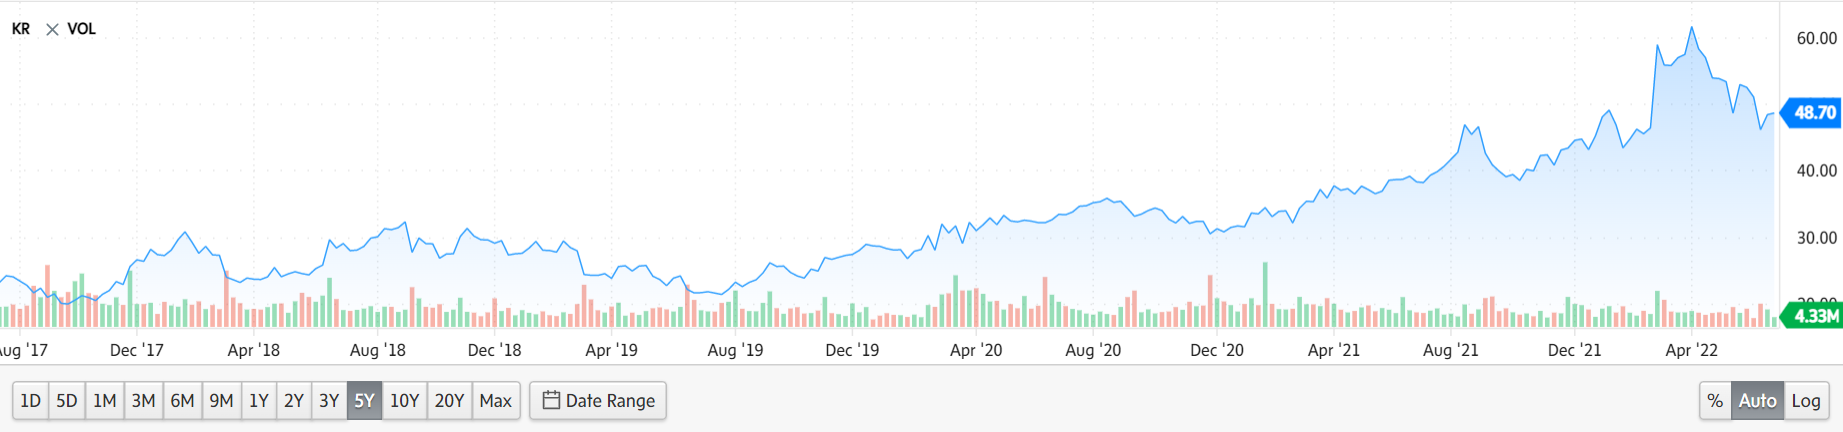 KR VOL
60.00
48.70
40.00
30.00
4.33M
Aug '17 Dec '17 Apr '18 Aug '18 Dec '18 Apr '19 Aug '19 Dec '19 Apr '20 Aug '20 Dec '20 Apr '21 Aug '21 Dec '21 Apr '22
1D 5D 1M 3M 6M 9M 1Y 2Y 3Y 5Y 10Y 20Y Max Date Range % Auto Log